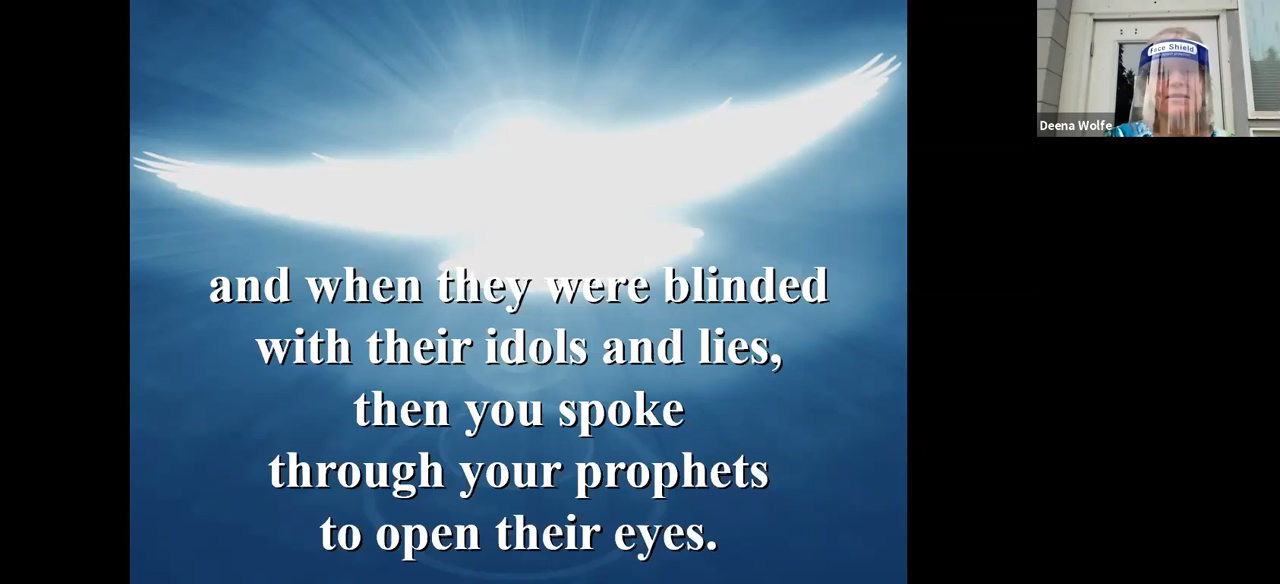 and when they were blinded
with their idols and lies,
then you spoke
through your prophets
to open their eyes.
Face Shield
Deena Wolfe